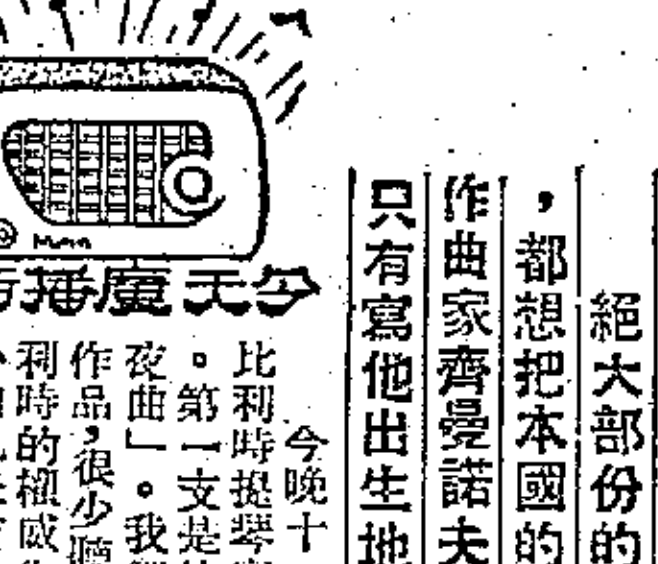 絕大部份的
，都想把本國的
作曲家齊曼諾夫
只有寫他出生地
今天廣播
今晚十
比利時提琴
。第一支是
夜曲」。我
作品，很少聽
利時的權威